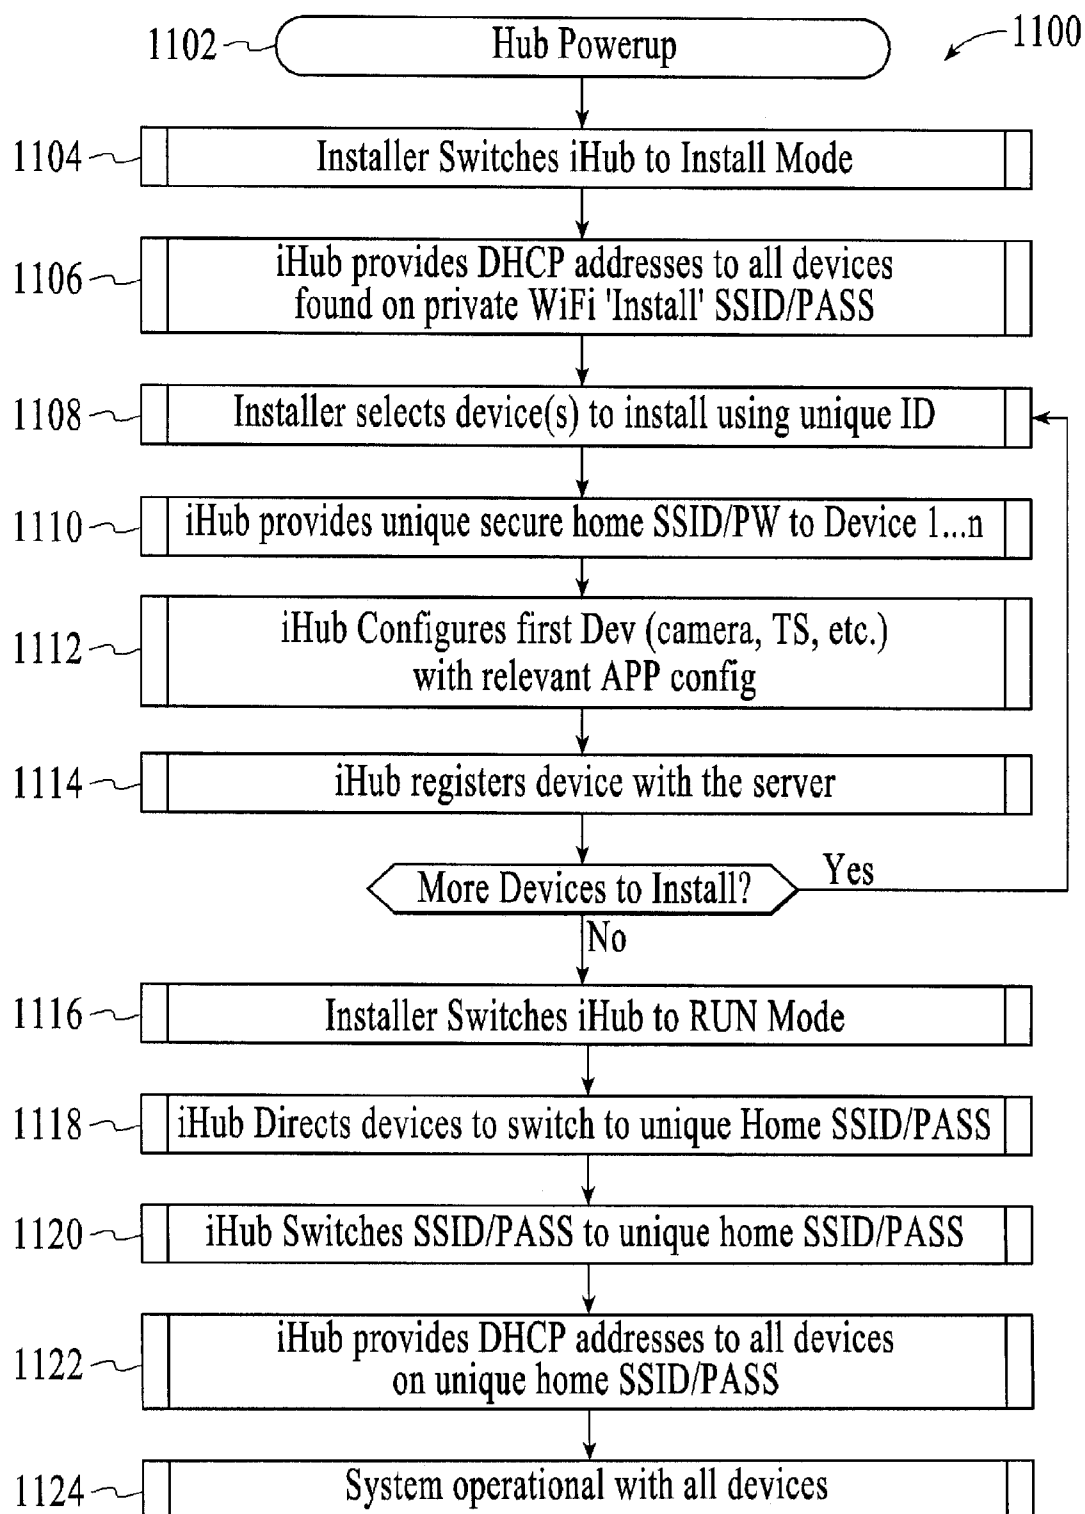 1102
Hub Powerup
1100
1104
Installer Switches iHub to Install Mode
1106
iHub provides DHCP addresses to all devices
found on private WiFi 'Install' SSID/PASS
1108
Installer selects device(s) to install using unique ID
1110
iHub provides unique secure home SSID/PW to Device 1...n
1112
iHub Configures first Dev (camera, TS, etc.)
with relevant APP config
1114
iHub registers device with the server
More Devices to Install?
Yes
No
1116
Installer Switches iHub to RUN Mode
1118
iHub Directs devices to switch to unique Home SSID/PASS
1120
iHub Switches SSID/PASS to unique home SSID/PASS
1122
iHub provides DHCP addresses to all devices
on unique home SSID/PASS
1124
System operational with all devices